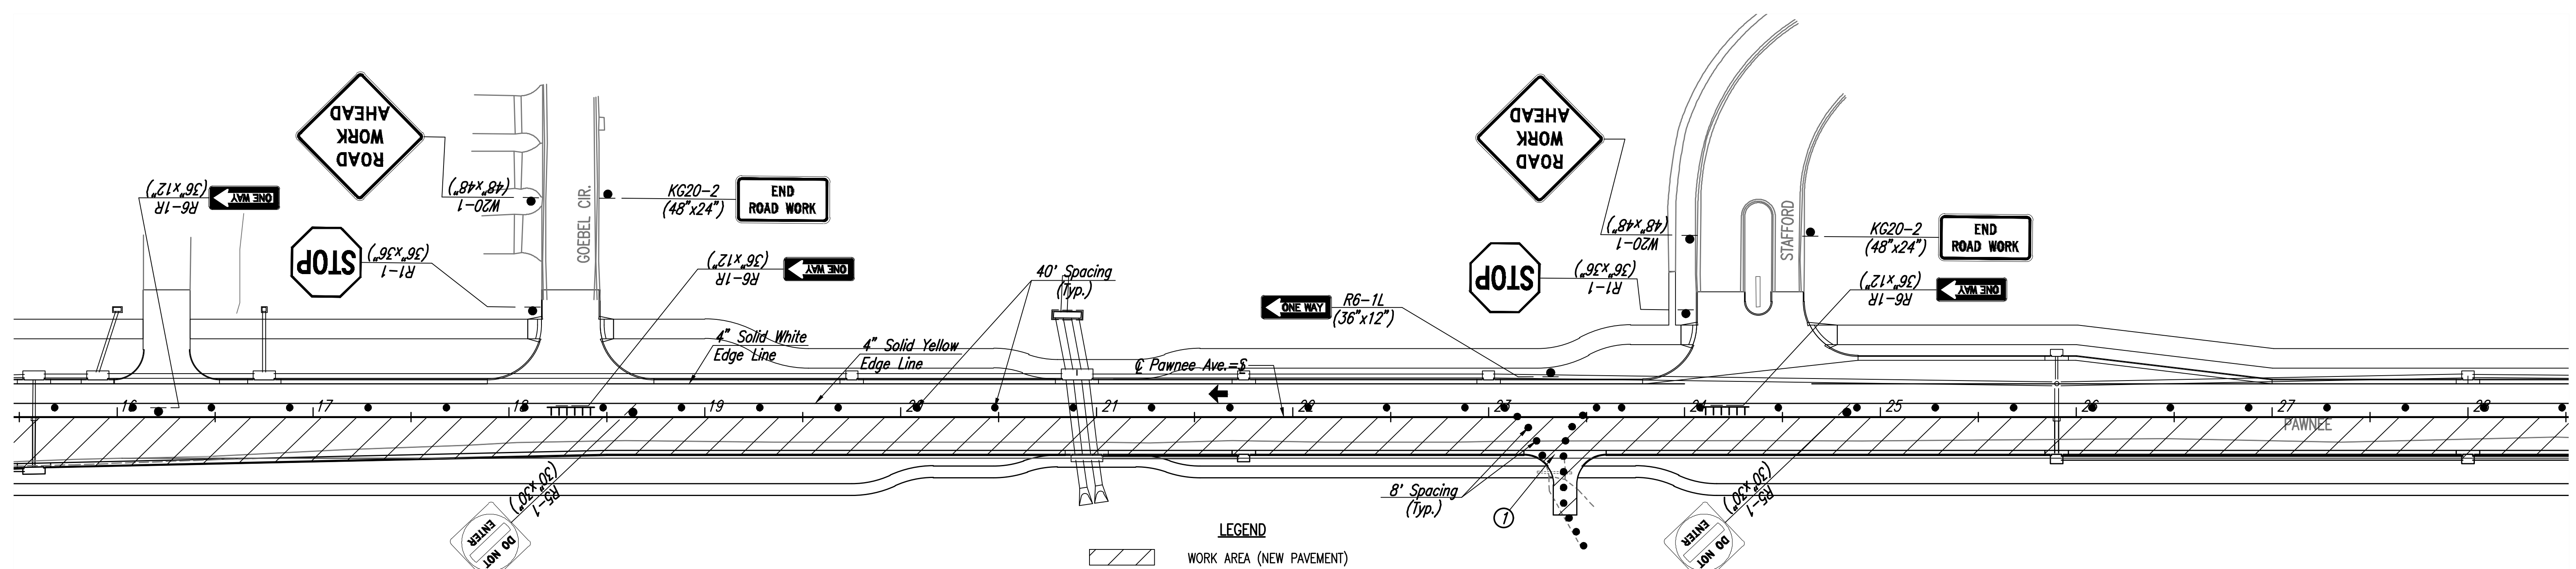 ROAD
WORK
AHEAD
W20-1
(48"x48")
R6-1R
(36"x12")
ONE WAY
STOP
R1-1
(36"x36")
GOEBEL CIR.
KG20-2
(48"x24")
END
ROAD WORK
R6-1R
(36"x12")
ONE WAY
40' Spacing
(Typ.)
4" Solid White
Edge Line
4" Solid Yellow
Edge Line
℄ Pawnee Ave.=
ONE WAY
R6-1L
(36"x12")
ROAD
WORK
AHEAD
W20-1
(48"x48")
STOP
R1-1
(36"x36")
STAFFORD
KG20-2
(48"x24")
END
ROAD WORK
R6-1R
(36"x12")
ONE WAY
16 17 18 19 20 21 22 23 24 25 26 27 28
PAWNEE
R5-1
(30"x30")
DO NOT
ENTER
8' Spacing
(Typ.)
1
R5-1
(30"x30")
DO NOT
ENTER
LEGEND
WORK AREA (NEW PAVEMENT)